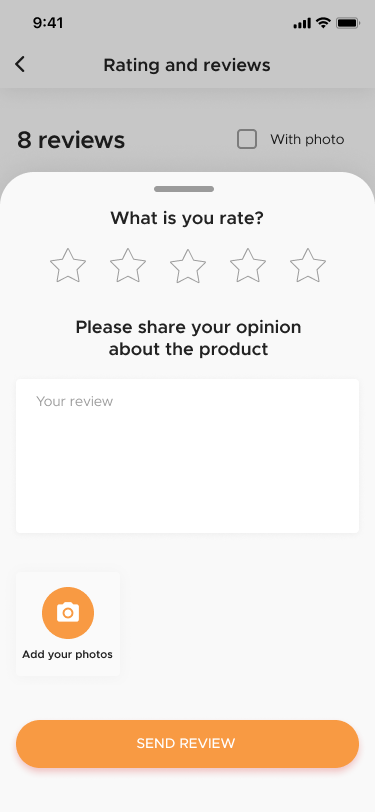 9:41
Rating and reviews
8 reviews
With photo
What is you rate?
Please share your opinion
about the product
Your review
Add your photos
SEND REVIEW